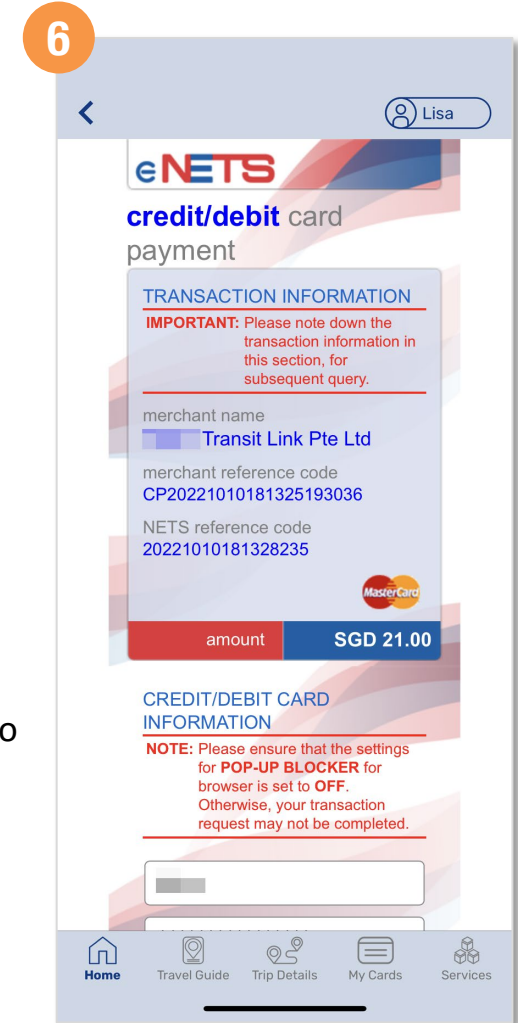 6
Lisa
eNETS
credit/debit card
payment
TRANSACTION INFORMATION
IMPORTANT: Please note down the
transaction information in
this section, for
subsequent query.
merchant name
Transit Link Pte Ltd
merchant reference code
CP20221010181325193036
NETS reference code
20221010181328235
MasterCard
amount SGD 21.00
CREDIT/DEBIT CARD
INFORMATION
o
NOTE: Please ensure that the settings
for POP-UP BLOCKER for
browser is set to OFF.
Otherwise, your transaction
request may not be completed.
Home Travel Guide Trip Details My Cards Services